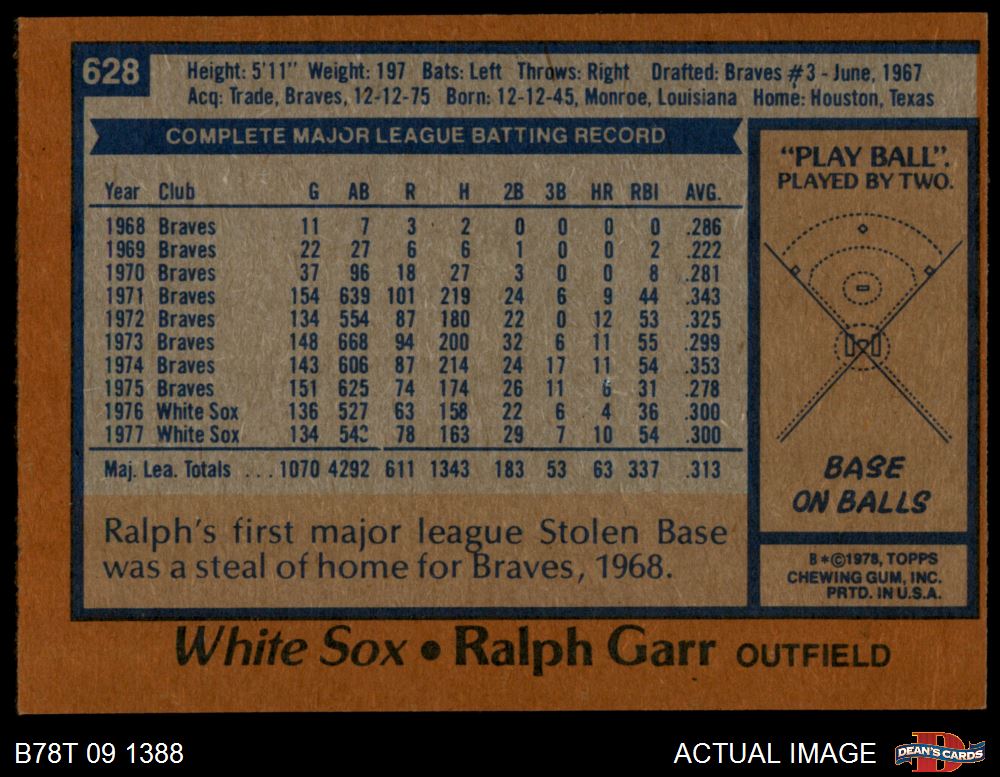 628
Height: 5'11" Weight: 197 Bats: Left Throws: Right Drafted: Braves #3 - June, 1967
Acq: Trade, Braves, 12-12-75 Born: 12-12-45, Monroe, Louisiana Home: Houston, Texas
COMPLETE MAJOR LEAGUE BATTING RECORD
Year Club G AB R H 2B 3B HR RBI AVG.
1968 Braves 11 7 3 2 0 0 0 0 .286
1969 Braves 22 27 6 6 1 0 0 2 .222
1970 Braves 37 96 18 27 3 0 0 8 .281
1971 Braves 154 639 101 219 24 6 9 44 .343
1972 Braves 134 554 87 180 22 0 12 53 .325
1973 Braves 148 668 94 200 32 6 11 55 .299
1974 Braves 143 606 87 214 24 17 11 54 .353
1975 Braves 151 625 74 174 26 11 6 31 .278
1976 White Sox 136 527 63 158 22 6 4 36 .300
1977 White Sox 134 543 78 163 29 7 10 54 .300
Maj. Lea. Totals ... 1070 4292 611 1343 183 53 63 337 .313
Ralph's first major league Stolen Base
was a steal of home for Braves, 1968.
"PLAY BALL".
PLAYED BY TWO.
BASE
ON BALLS
B*©1978, TOPPS
CHEWING GUM, INC.
PRTD. IN U.S.A.
White Sox • Ralph Garr OUTFIELD
B78T 09 1388
ACTUAL IMAGE
DEAN'S CARDS